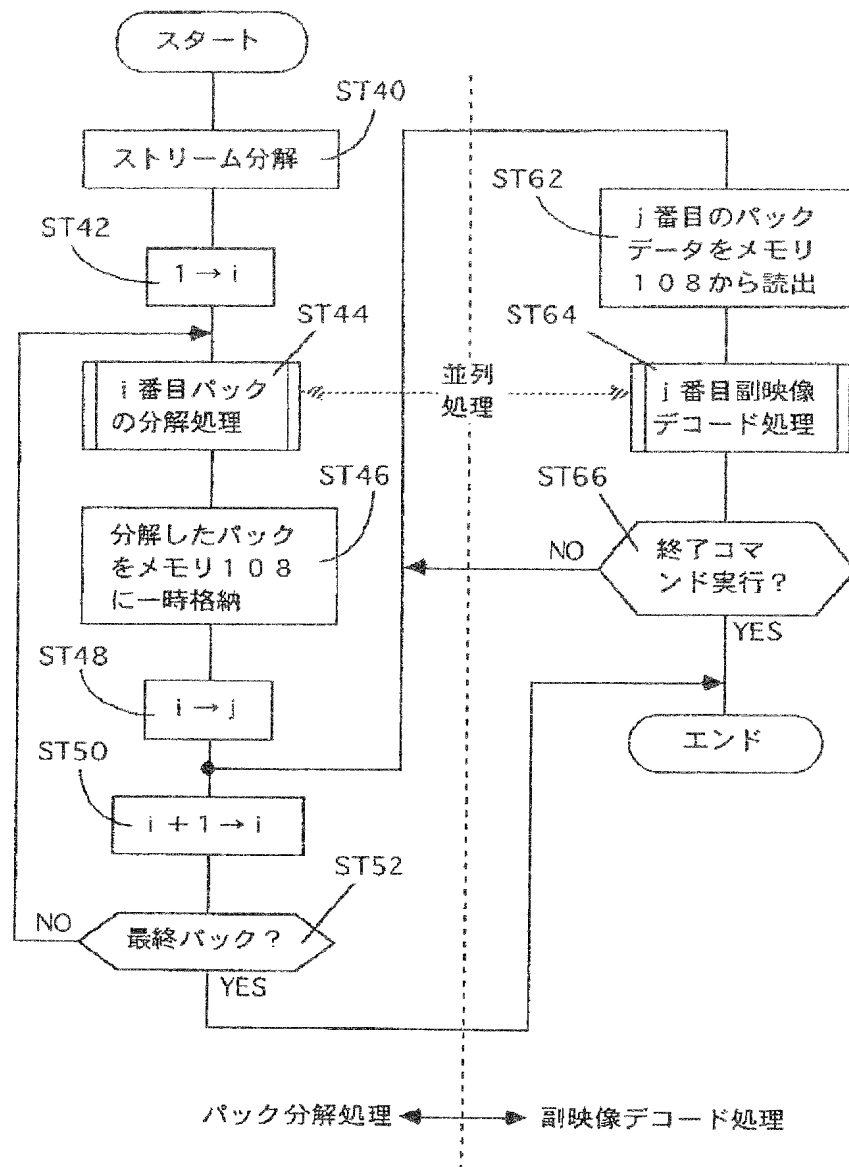 スタート
ST40
ストリーム分解
ST42
1→i
ST44
i番目パック
の分解処理
ST46
分解したパック
をメモリ108
に一時格納
ST48
i→j
ST50
i+1→i
ST52
最終パック?
NO
YES
並列
処理
ST62
j番目のパック
データをメモリ
108から読出
ST64
j番目副映像
デコード処理
ST66
終了コマ
ンド実行?
NO
YES
エンド
パック分解処理
副映像デコード処理